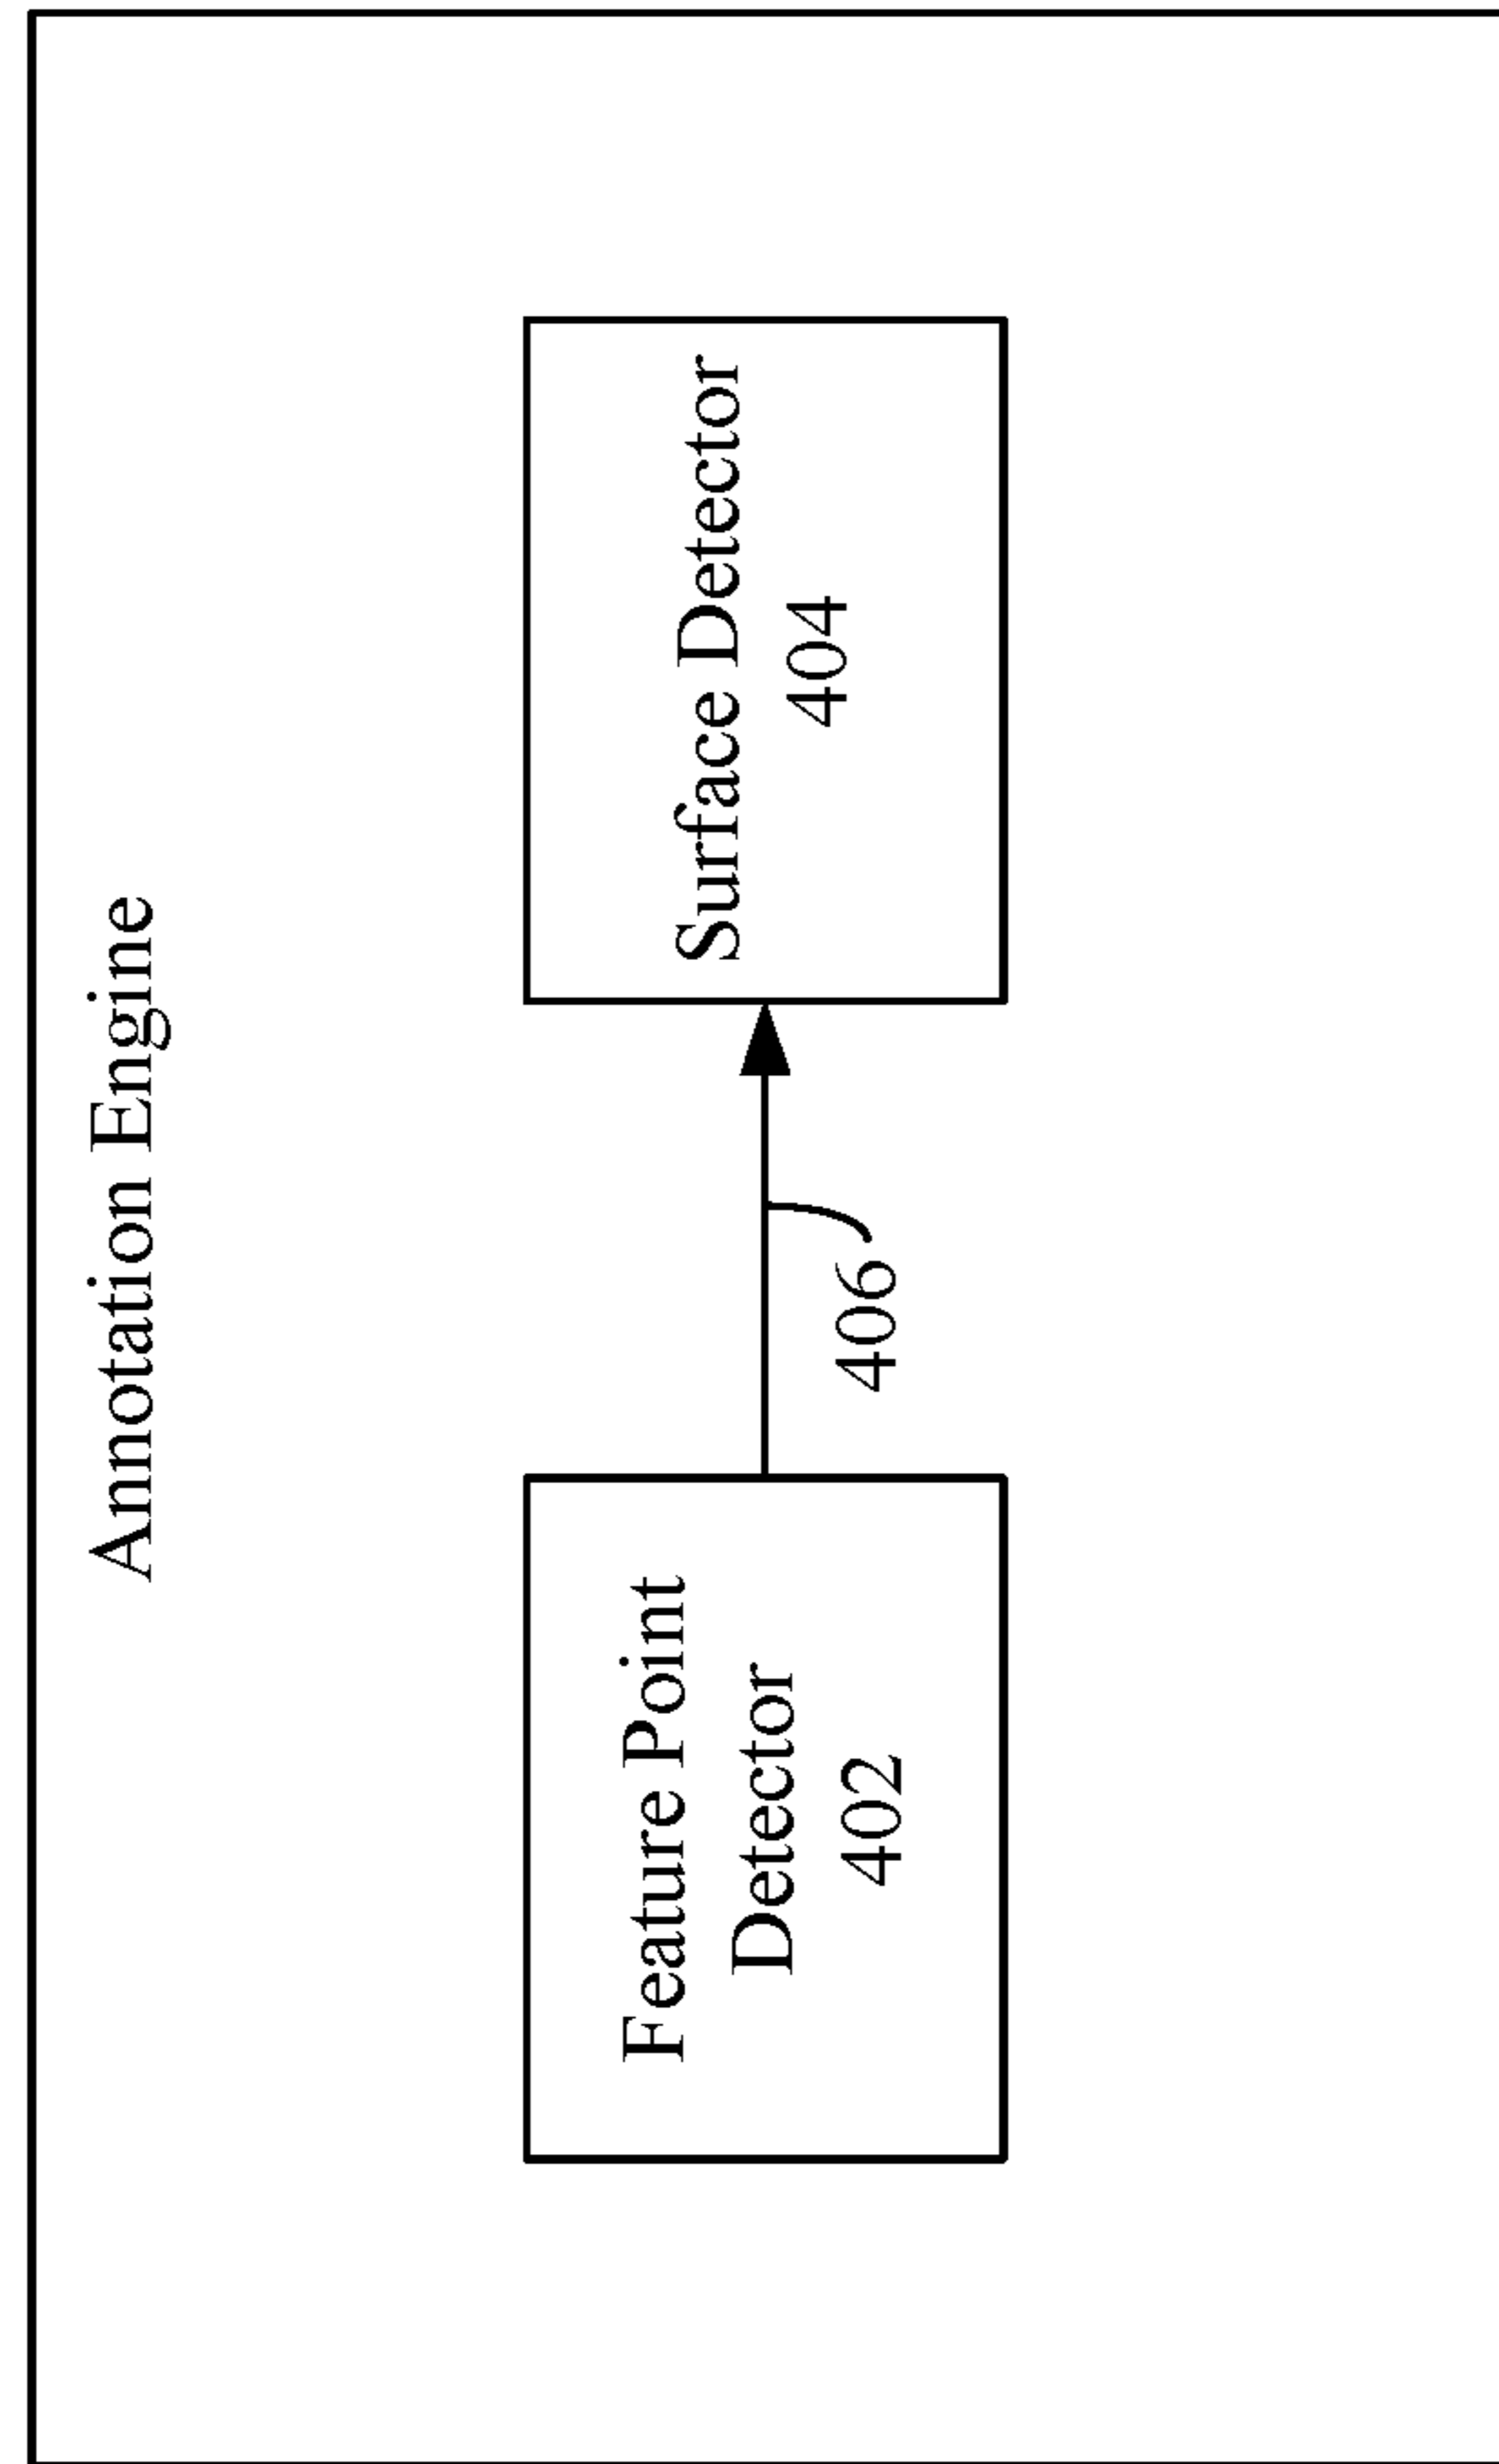 Annotation Engine
Feature Point
Detector
402
406
Surface Detector
404